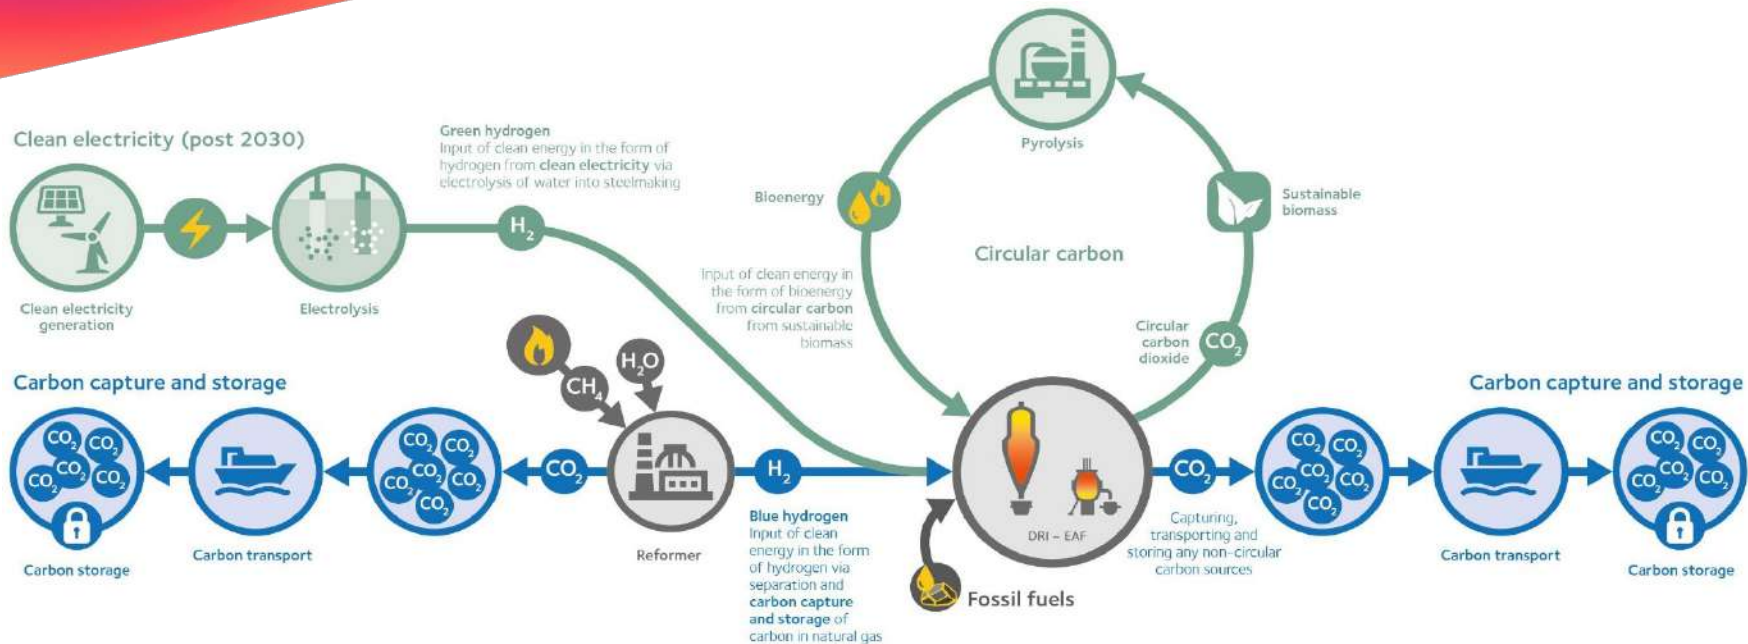 Clean electricity (post 2030)
Clean electricity
generation
Electrolysis
Green hydrogen
Input of clean energy in the form of
hydrogen from clean electricity via
electrolysis of water into steelmaking
H₂
Pyrolysis
Bioenergy
Sustainable
biomass
Circular carbon
Input of clean energy in
the form of bioenergy
from circular carbon
from sustainable
biomass
Circular
carbon
dioxide
CO₂
Carbon capture and storage
CO₂ CO₂
CO₂ CO₂ CO₂
CO₂
Carbon storage
Carbon transport
CO₂ CO₂
CO₂ CO₂ CO₂
CO₂
CO₂
CH₄
H₂O
Reformer
H₂
Blue hydrogen
Input of clean
energy in the form
of hydrogen via
separation and
carbon capture
and storage of
carbon in natural gas
DRI – EAF
Fossil fuels
CO₂
Capturing,
transporting and
storing any non-circular
carbon sources
Carbon capture and storage
CO₂ CO₂
CO₂ CO₂ CO₂
CO₂
Carbon transport
CO₂ CO₂
CO₂ CO₂ CO₂
Carbon storage